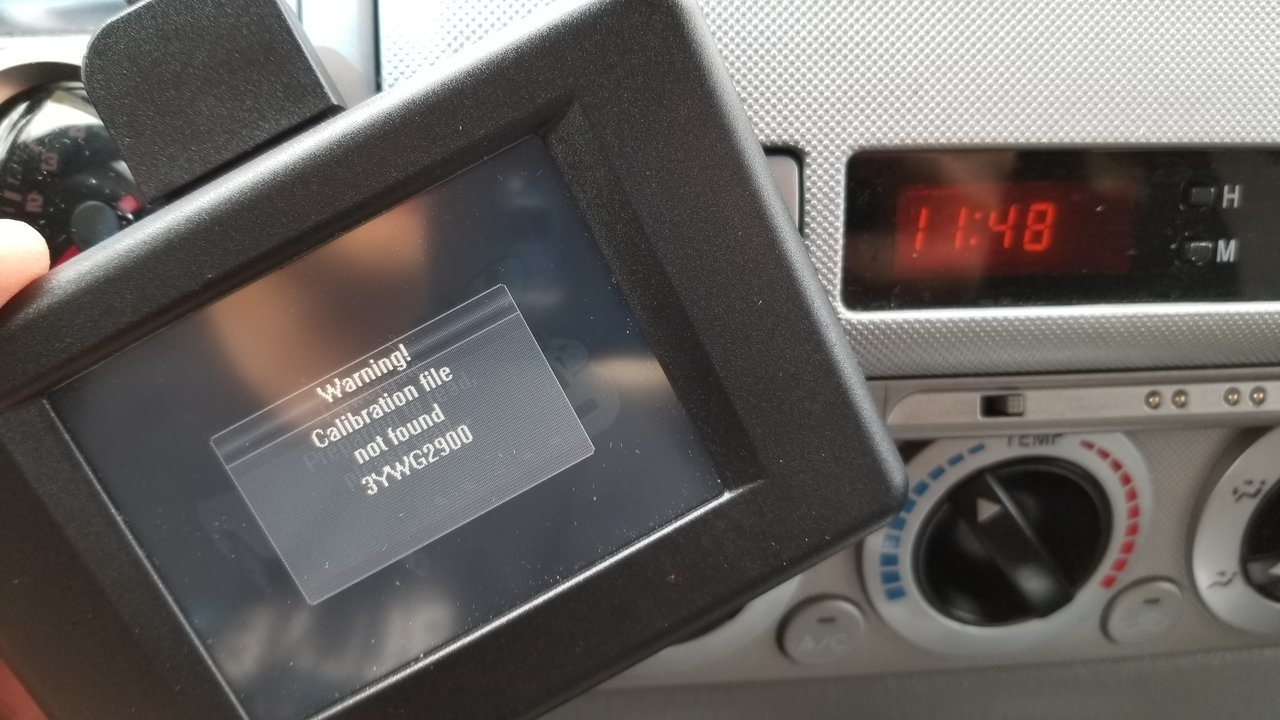 Warning!
Calibration file
not found
3YWG2900
11:48
H
M
TEMP
A/C